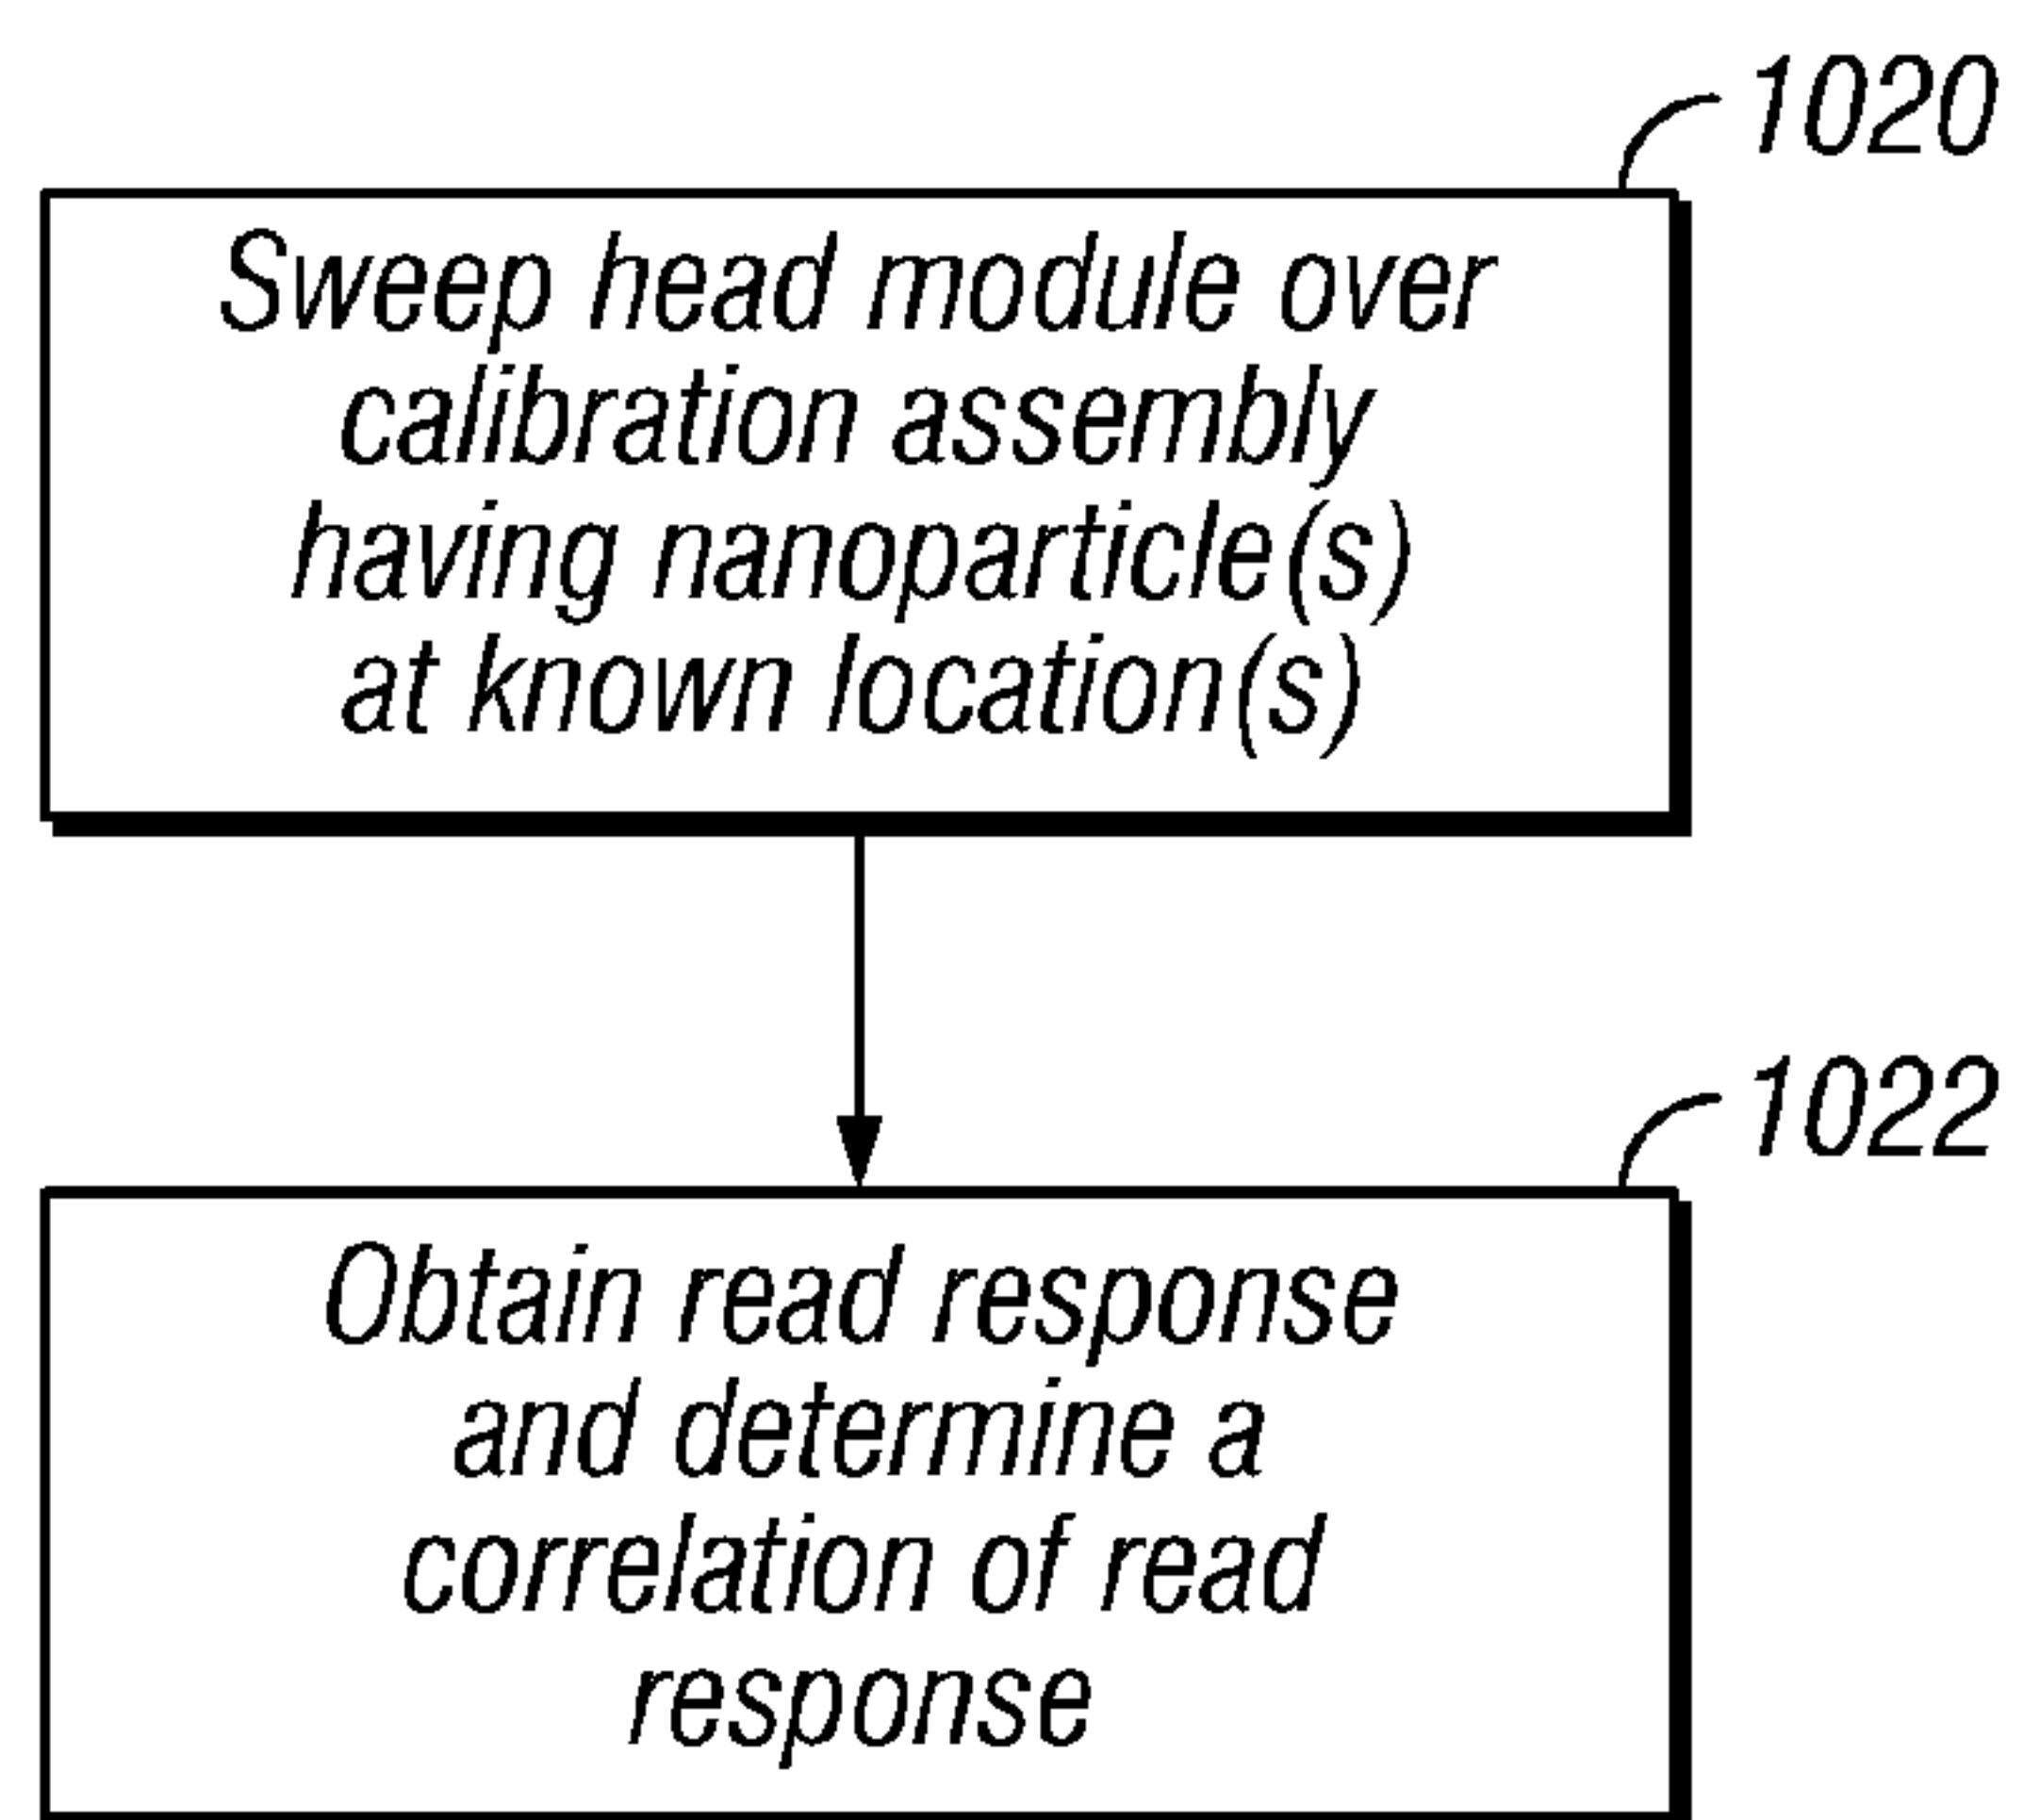 1020
Sweep head module over
calibration assembly
having nanoparticle(s)
at known location(s)
1022
Obtain read response
and determine a
correlation of read
response